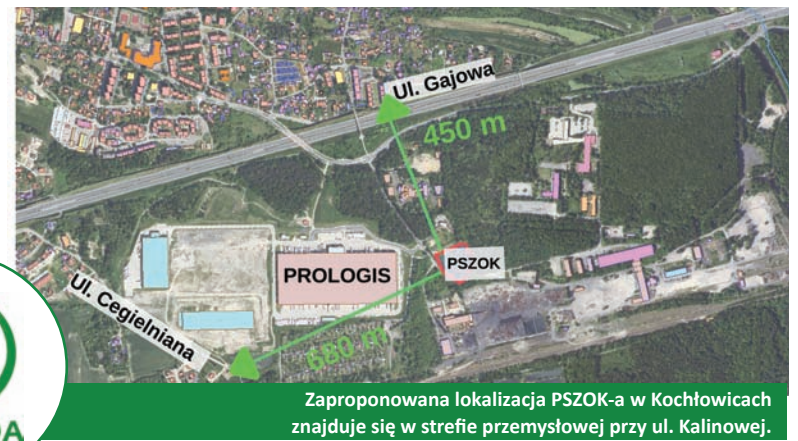 Ul. Gajowa
450 m
PROLOGIS
PSZOK
Ul. Cegielniana
680 m
DA
Zaproponowana lokalizacja PSZOK-a w Kochłowicach
znajduje się w strefie przemysłowej przy ul. Kalinowej.